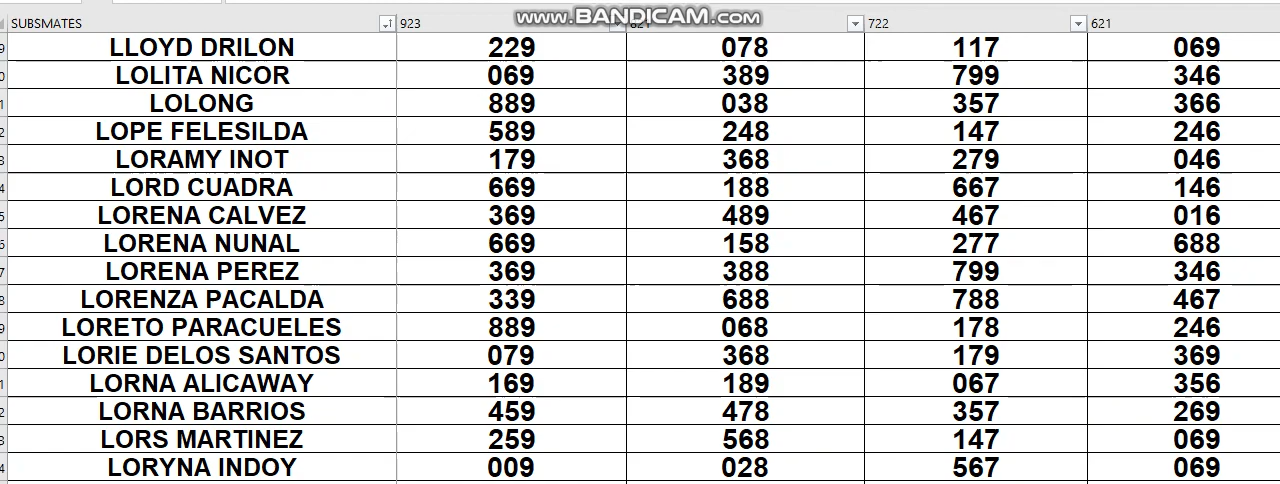 www.BANDICAM.com
SUBSMATES 923 821 722 621
LLOYD DRILON 229 078 117 069
LOLITA NICOR 069 389 799 346
LOLONG 889 038 357 366
LOPE FELESILDA 589 248 147 246
LORAMY INOT 179 368 279 046
LORD CUADRA 669 188 667 146
LORENA CALVEZ 369 489 467 016
LORENA NUNAL 669 158 277 688
LORENA PEREZ 369 388 799 346
LORENZA PACALDA 339 688 788 467
LORETO PARACUELES 889 068 178 246
LORIE DELOS SANTOS 079 368 179 369
LORNA ALICAWAY 169 189 067 356
LORNA BARRIOS 459 478 357 269
LORS MARTINEZ 259 568 147 069
LORYNA INDOY 009 028 567 069